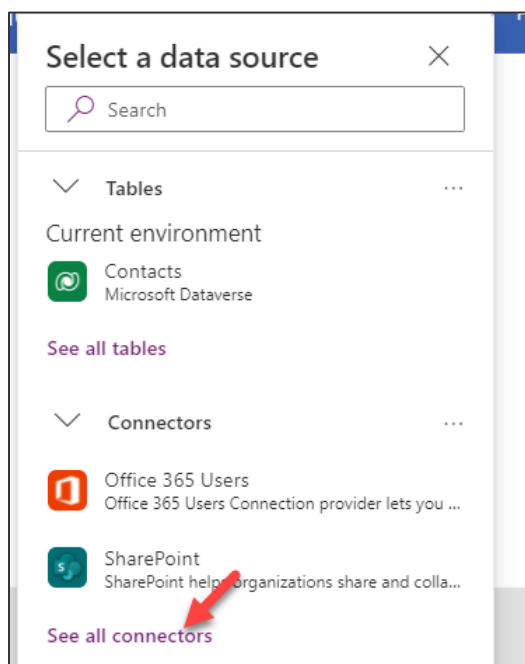 Select a data source
Search
Tables
Current environment
Contacts
Microsoft Dataverse
See all tables
Connectors
Office 365 Users
Office 365 Users Connection provider lets you ...
SharePoint
SharePoint helps organizations share and colla...
See all connectors